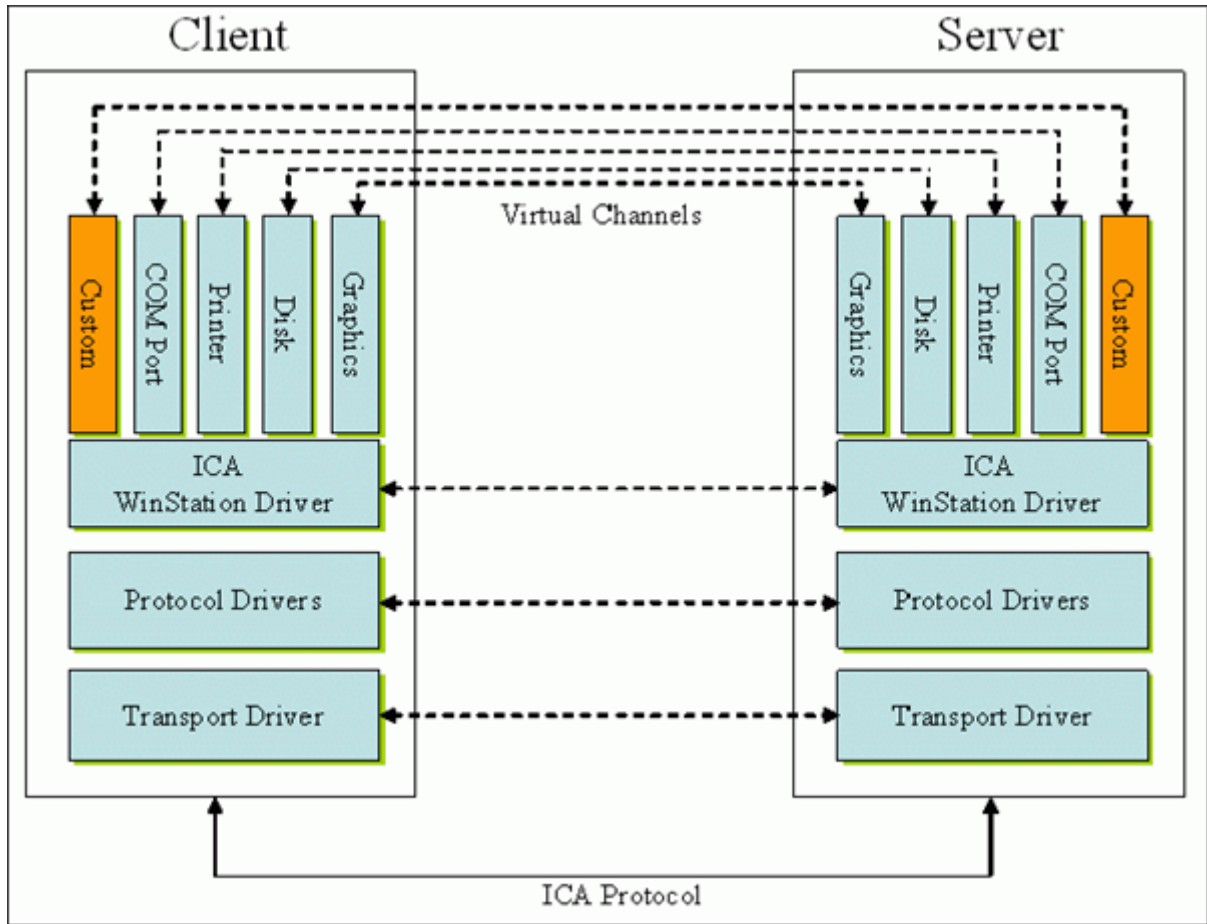 Client
Server
Virtual Channels
Custom
COM Port
Printer
Disk
Graphics
Graphics
Disk
Printer
COM Port
Custom
ICA
WinStation Driver
ICA
WinStation Driver
Protocol Drivers
Protocol Drivers
Transport Driver
Transport Driver
ICA Protocol